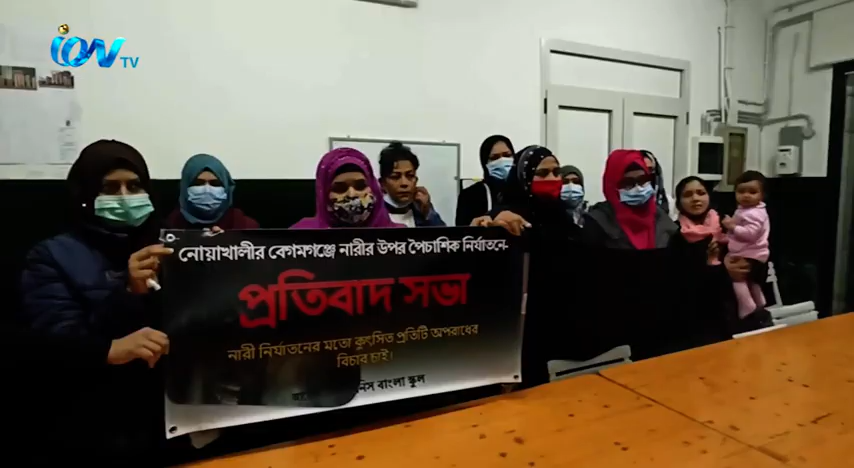 iON TV
নোয়াখালীর বেগমগঞ্জে নারীর উপর পৈচাশিক নির্যাতনে-
প্রতিবাদ সভা
নারী নির্যাতনের মতো কুৎসিত প্রতিটি অপরাধের
বিচার চাই।
বাংলা স্কুল